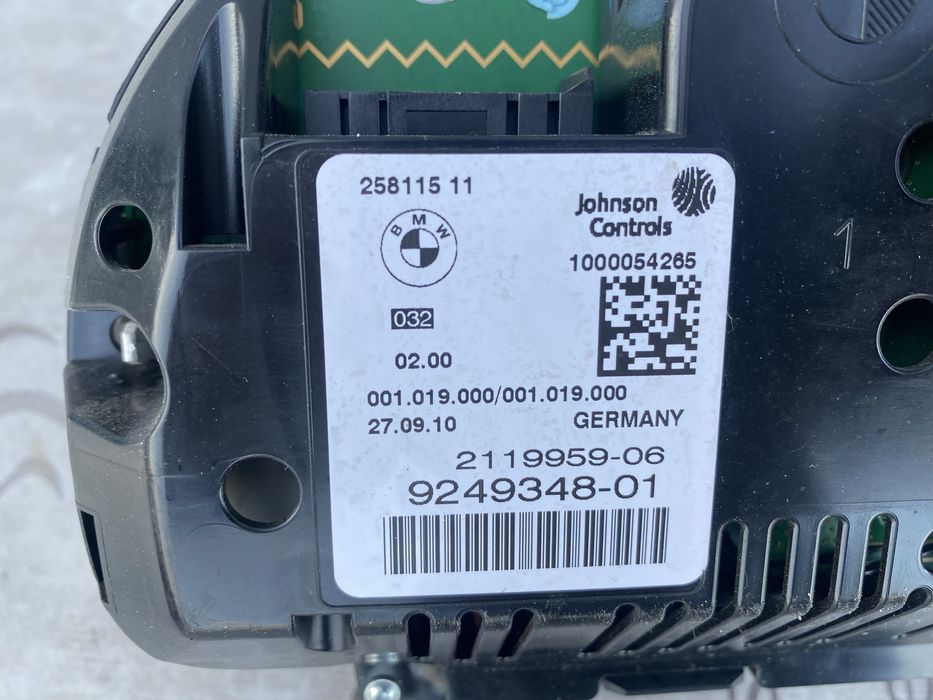 258115 11
BMW
Johnson
Controls
1000054265
032
02.00
001.019.000/001.019.000
27.09.10
GERMANY
2119959-06
9249348-01
1